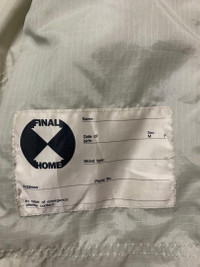 FINAL
HOME
Name
Date of
birth
Sex
M F
Blood type
Address
Phone No.
In case of emergency
please contact: